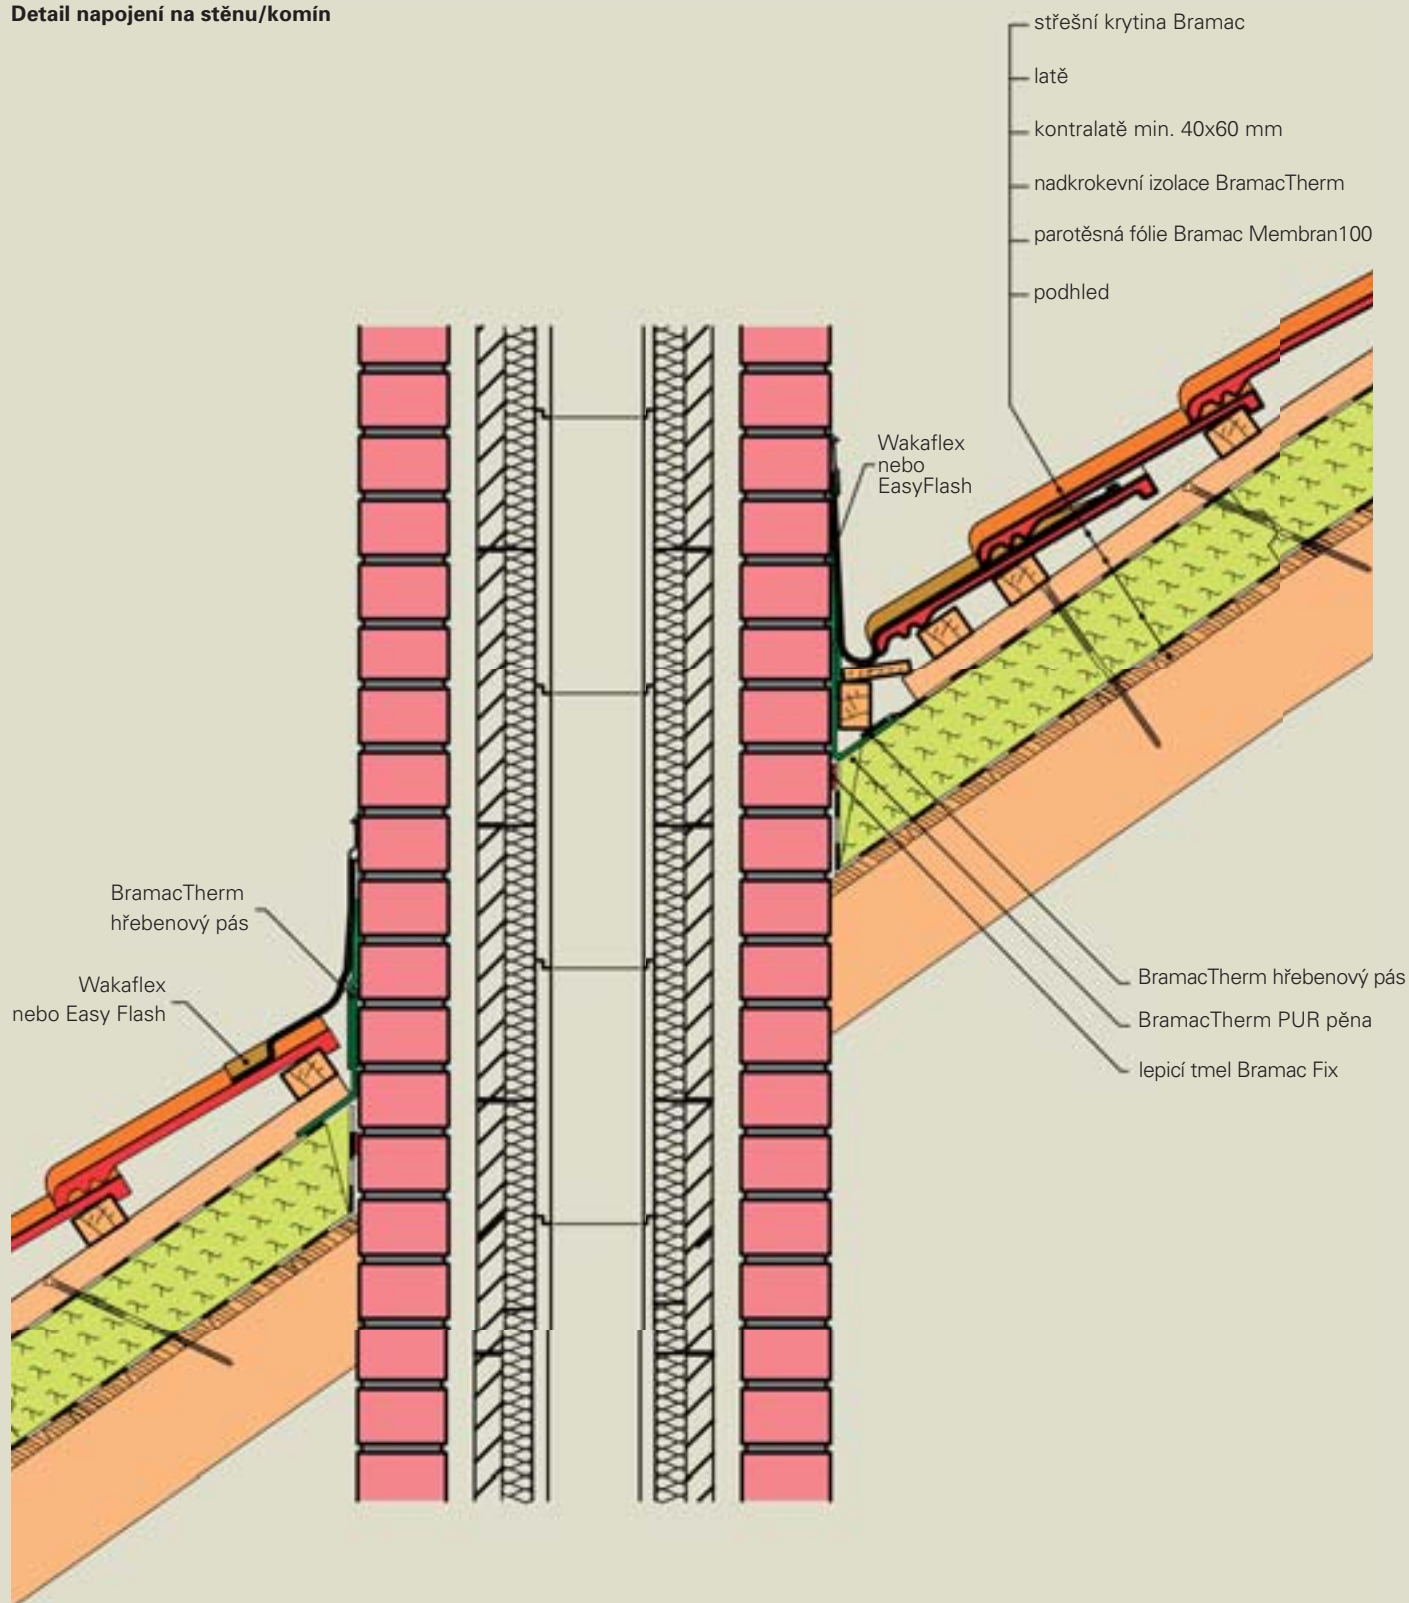 Detail napojení na stěnu/komín
střešní krytina Bramac
latě
kontralatě min. 40x60 mm
nadkrokevní izolace BramacTherm
parotěsná fólie Bramac Membran100
podhled
Wakaflex
nebo
EasyFlash
BramacTherm
hřebenový pás
Wakaflex
nebo Easy Flash
BramacTherm hřebenový pás
BramacTherm PUR pěna
lepicí tmel Bramac Fix